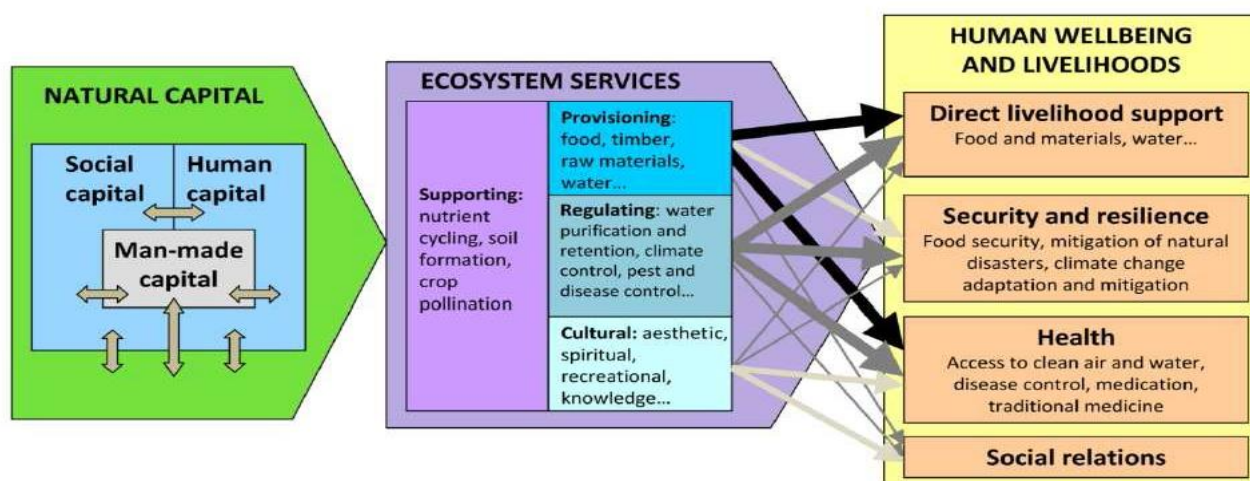 NATURAL CAPITAL
Social
capital
Human
capital
Man-made
capital
ECOSYSTEM SERVICES
Supporting:
nutrient
cycling, soil
formation,
crop
pollination
Provisioning:
food, timber,
raw materials,
water...
Regulating: water
purification and
retention, climate
control, pest and
disease control...
Cultural: aesthetic,
spiritual,
recreational,
knowledge...
HUMAN WELLBEING
AND LIVELIHOODS
Direct livelihood support
Food and materials, water...
Security and resilience
Food security, mitigation of natural
disasters, climate change
adaptation and mitigation
Health
Access to clean air and water,
disease control, medication,
traditional medicine
Social relations